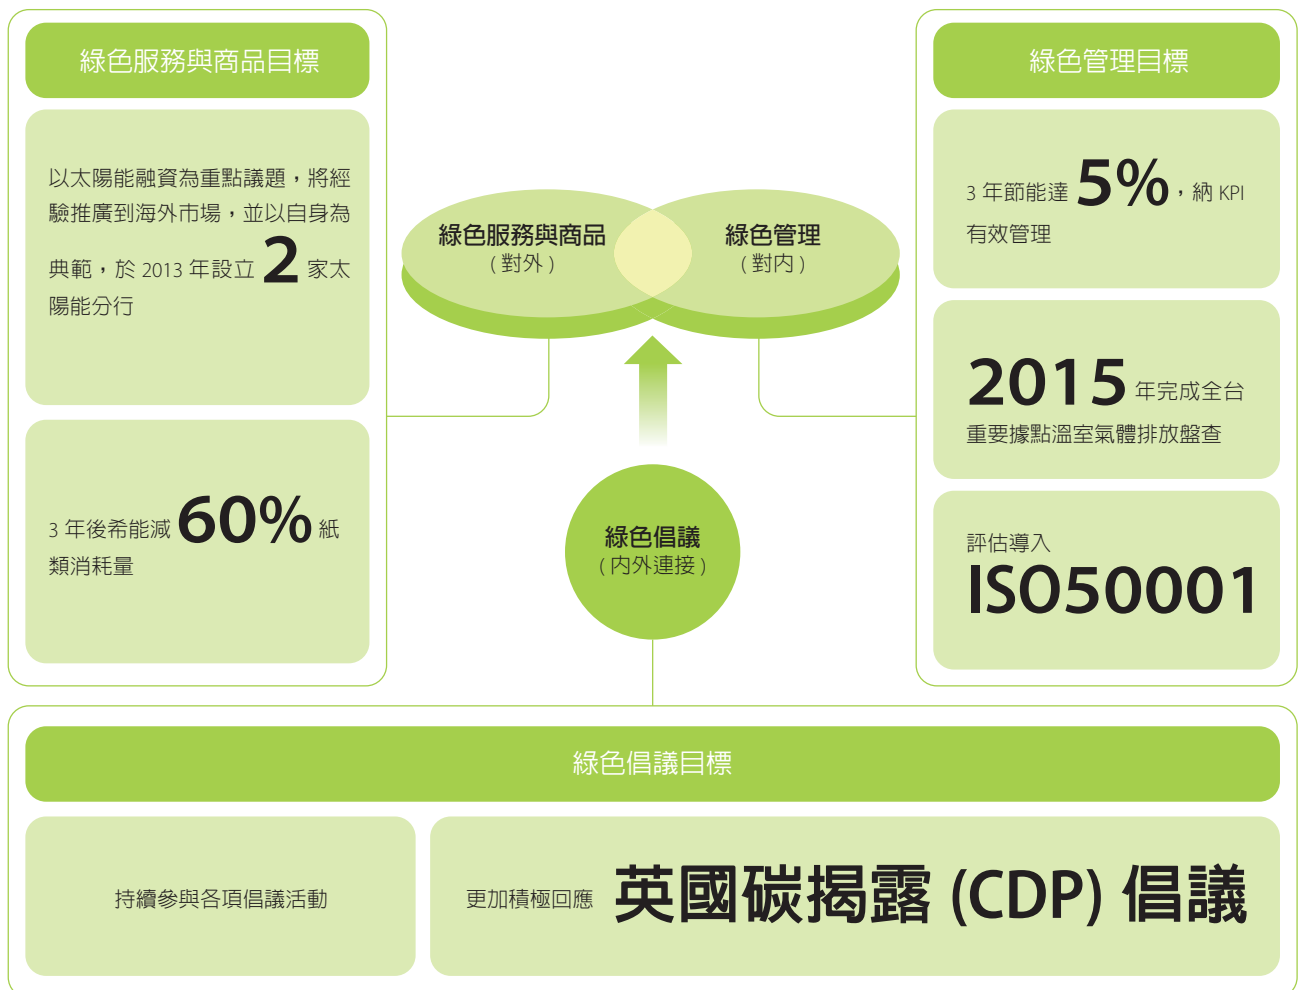 綠色服務與商品目標
以太陽能融資為重點議題，將經
驗推廣到海外市場，並以自身為
典範，於 2013 年設立 2 家太
陽能分行
3 年後希能減 60% 紙
類消耗量
綠色服務與商品
（對外）
綠色管理
（對内）
綠色倡議
（内外連接）
綠色管理目標
3 年節能達 5%，納 KPI
有效管理
2015 年完成全台
重要據點溫室氣體排放盤查
評估導入
ISO50001
綠色倡議目標
持續參與各項倡議活動
更加積極回應 英國碳揭露 (CDP) 倡議